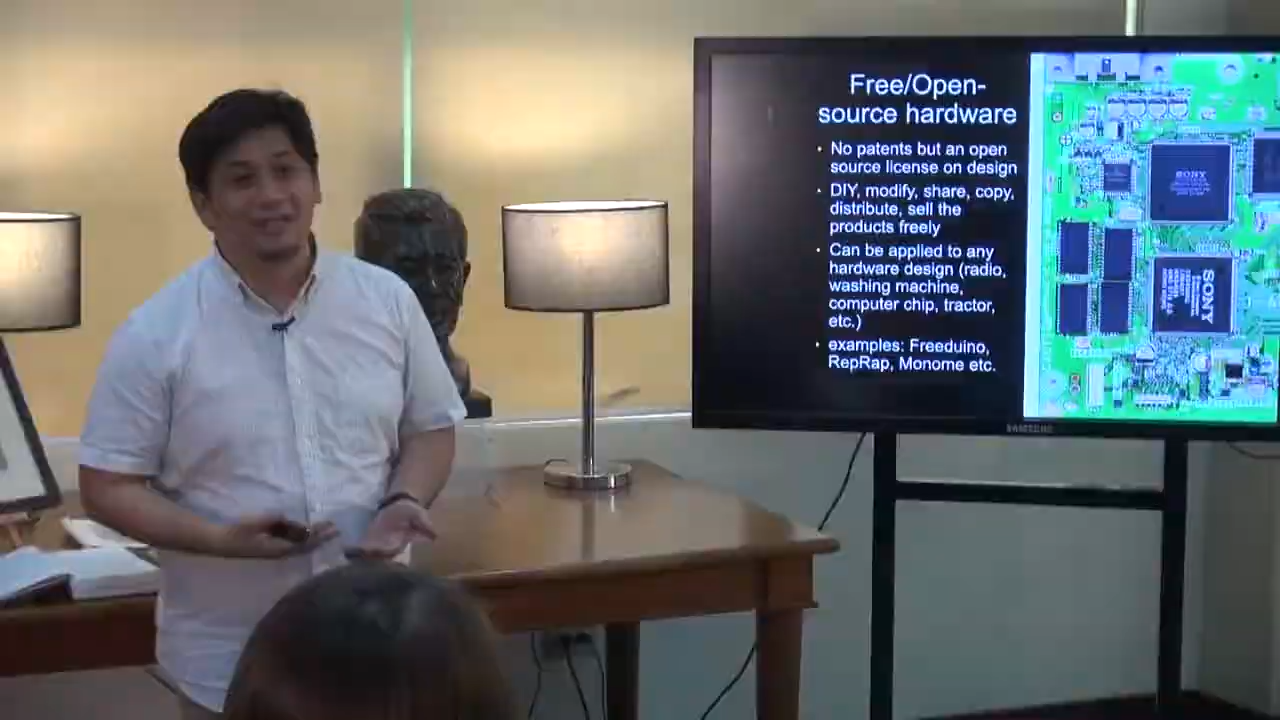 Free/Open-
source hardware
• No patents but an open
source license on design
• DIY, modify, share, copy,
distribute, sell the
products freely
• Can be applied to any
hardware design (radio,
washing machine,
computer chip, tractor,
etc.)
• examples: Freeduino,
RepRap, Monome etc.
SONY
SONY
SAMSUNG